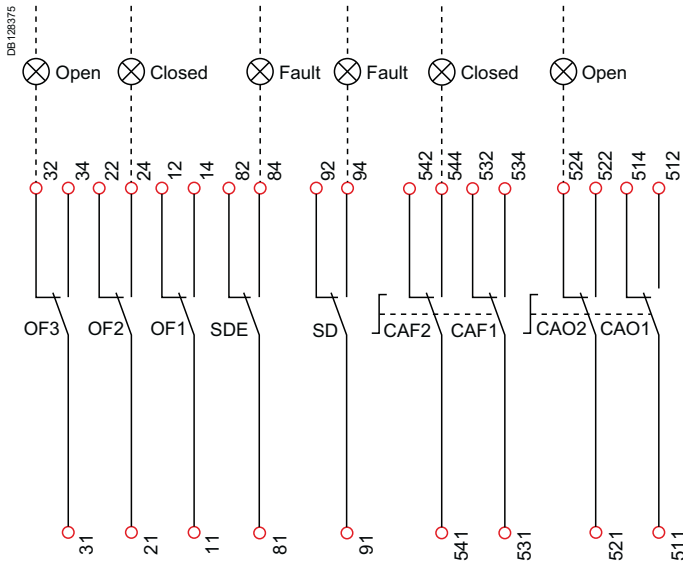 DB128375
Open
Closed
Fault
Fault
Closed
Open
32
34
22
24
12
14
82
84
92
94
542
544
532
534
524
522
514
512
OF3
OF2
OF1
SDE
SD
CAF2
CAF1
CAO2
CAO1
31
21
11
81
91
541
531
521
511